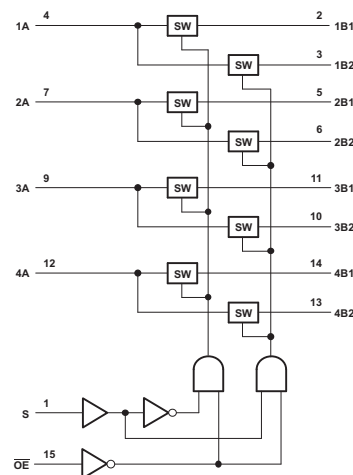 1A 4 SW 2 1B1
SW 3 1B2
2A 7 SW 5 2B1
SW 6 2B2
3A 9 SW 11 3B1
SW 10 3B2
4A 12 SW 14 4B1
SW 13 4B2
S 1
OE 15